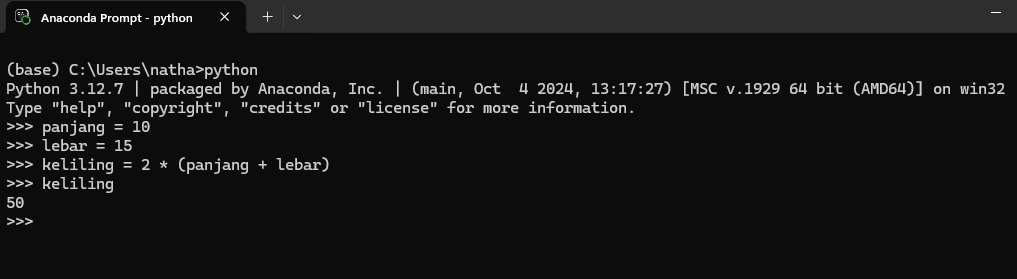 Anaconda Prompt - python
(base) C:\Users\natha>python
Python 3.12.7 | packaged by Anaconda, Inc. | (main, Oct  4 2024, 13:17:27) [MSC v.1929 64 bit (AMD64)] on win32
Type "help", "copyright", "credits" or "license" for more information.
>>> panjang = 10
>>> lebar = 15
>>> keliling = 2 * (panjang + lebar)
>>> keliling
50
>>>